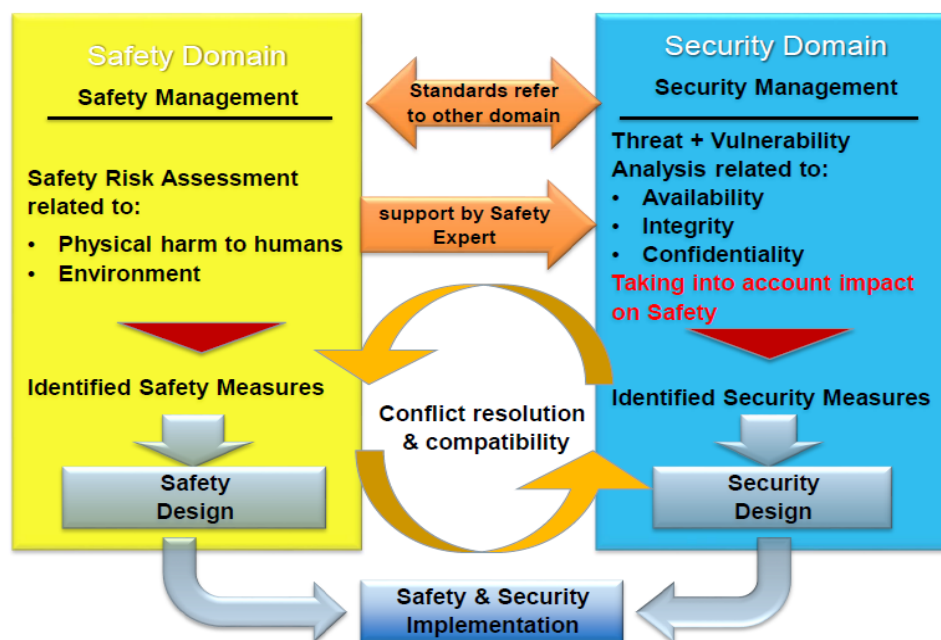 Safety Domain
Safety Management
Safety Risk Assessment
related to:
• Physical harm to humans
• Environment
Identified Safety Measures
Safety
Design
Standards refer
to other domain
support by Safety
Expert
Conflict resolution
& compatibility
Security Domain
Security Management
Threat + Vulnerability
Analysis related to:
• Availability
• Integrity
• Confidentiality
Taking into account impact
on Safety
Identified Security Measures
Security
Design
Safety & Security
Implementation